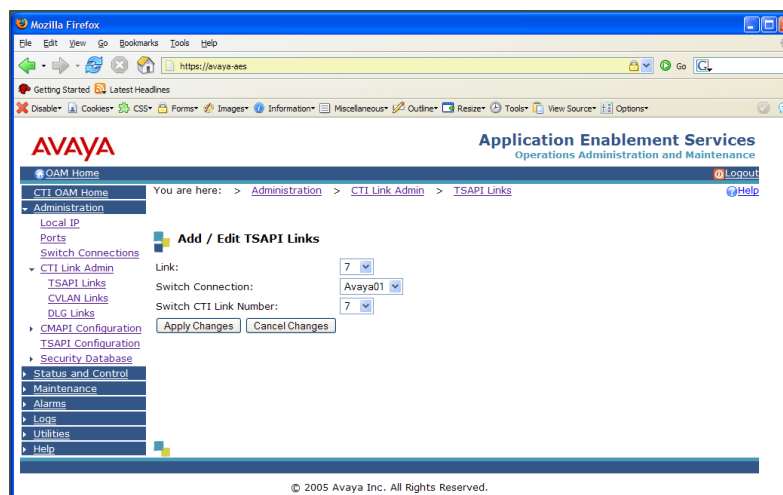 Mozilla Firefox
File Edit View Go Bookmarks Tools Help
https://avaya-aes
Go
Getting Started Latest Headlines
Disable Cookies CSS Forms Images Information Miscellaneous Outline Resize Tools View Source Options
AVAYA
Application Enablement Services
Operations Administration and Maintenance
OAM Home
Logout
CTI OAM Home
You are here: > Administration > CTI Link Admin > TSAPI Links
Help
Administration
Local IP
Ports
Switch Connections
CTI Link Admin
TSAPI Links
CVLAN Links
DLG Links
CMAPI Configuration
TSAPI Configuration
Security Database
Status and Control
Maintenance
Alarms
Logs
Utilities
Help
Add / Edit TSAPI Links
Link: 7
Switch Connection: Avaya01
Switch CTI Link Number: 7
Apply Changes Cancel Changes
© 2005 Avaya Inc. All Rights Reserved.